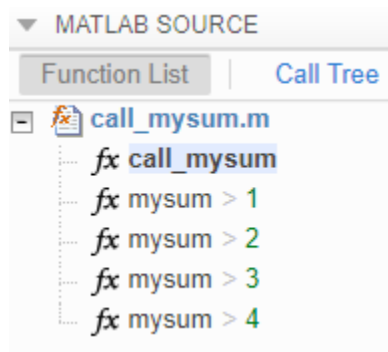 MATLAB SOURCE
Function List Call Tree
call_mysum.m
fx call_mysum
fx mysum > 1
fx mysum > 2
fx mysum > 3
fx mysum > 4